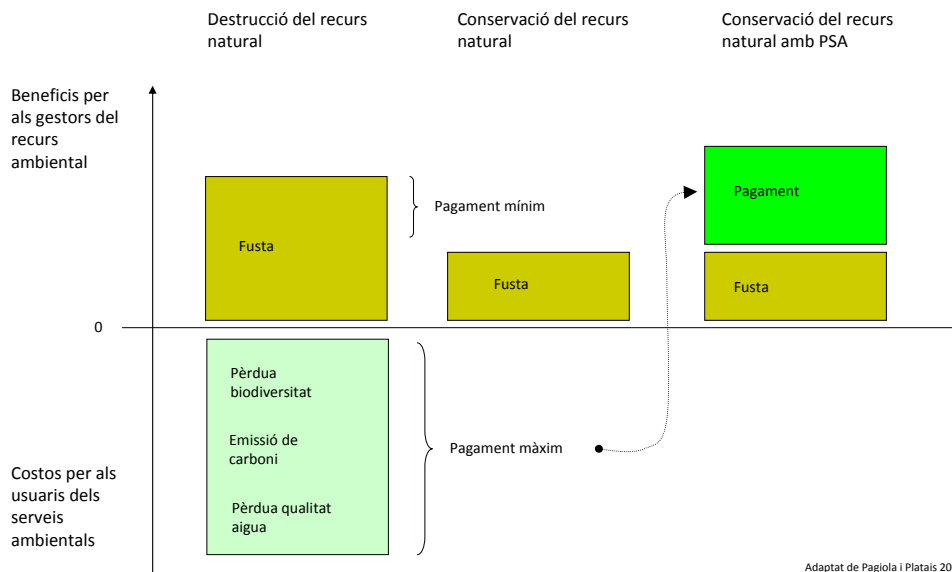 Destrucció del recurs
natural
Conservació del recurs
natural
Conservació del recurs
natural amb PSA
Beneficis per
als gestors del
recurs
ambiental
Pagament mínim
Fusta
Fusta
Pagament
Fusta
0
Pèrdua
biodiversitat
Emissió de
carboni
Pèrdua qualitat
aigua
Pagament màxim
Costos per als
usuaris dels
serveis
ambientals
Adaptat de Pagiola i Platais 20